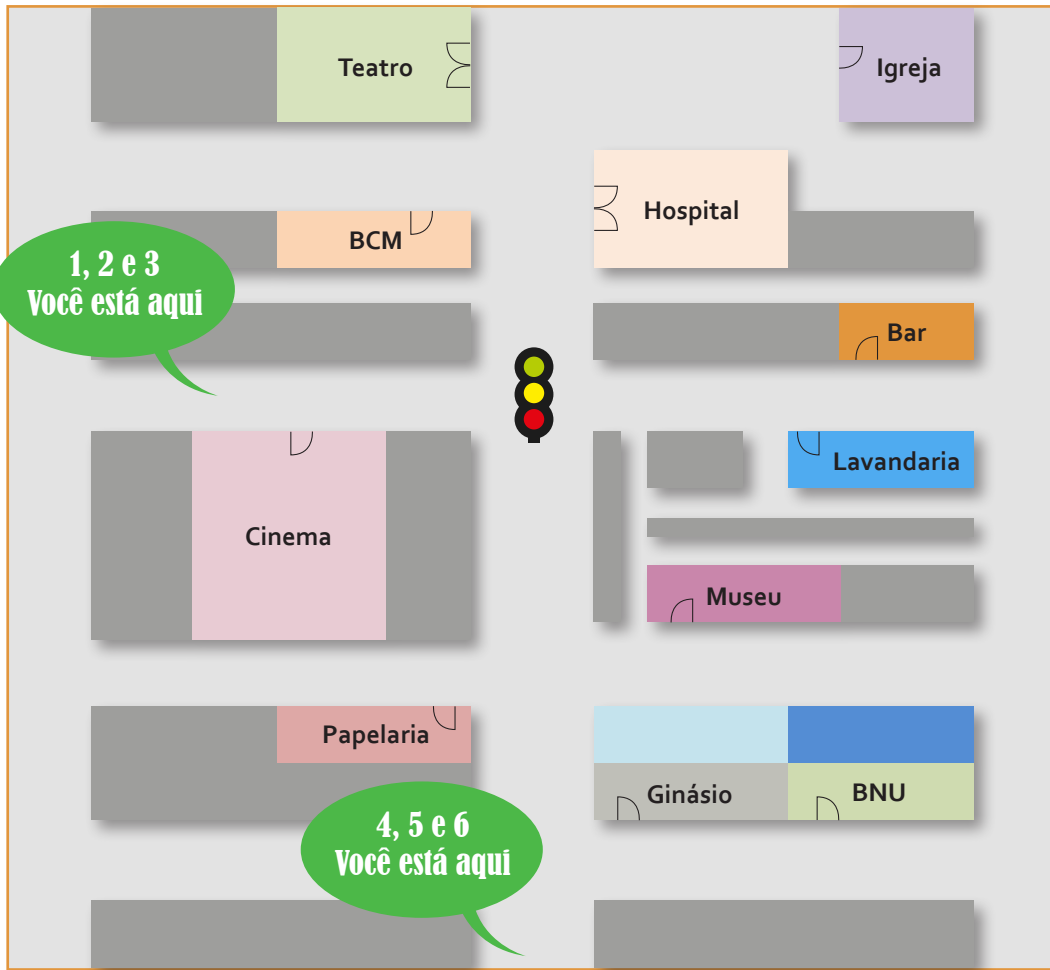 Teatro
Igreja
Hospital
BCM
1, 2 e 3
Você está aqui
Bar
Lavandaria
Cinema
Museu
Papelaria
Ginásio
BNU
4, 5 e 6
Você está aqui